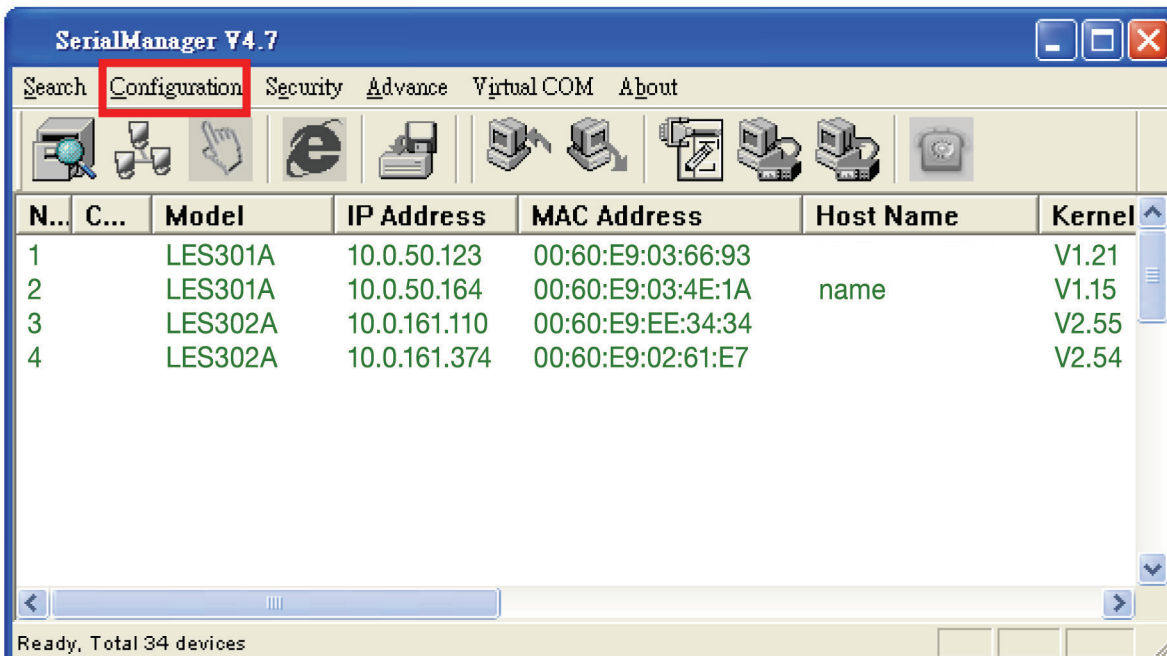 SerialManager V4.7
Search Configuration Security Advance Virtual COM About
N... C... Model IP Address MAC Address Host Name Kernel
1 LES301A 10.0.50.123 00:60:E9:03:66:93 V1.21
2 LES301A 10.0.50.164 00:60:E9:03:4E:1A name V1.15
3 LES302A 10.0.161.110 00:60:E9:EE:34:34 V2.55
4 LES302A 10.0.161.374 00:60:E9:02:61:E7 V2.54
Ready, Total 34 devices